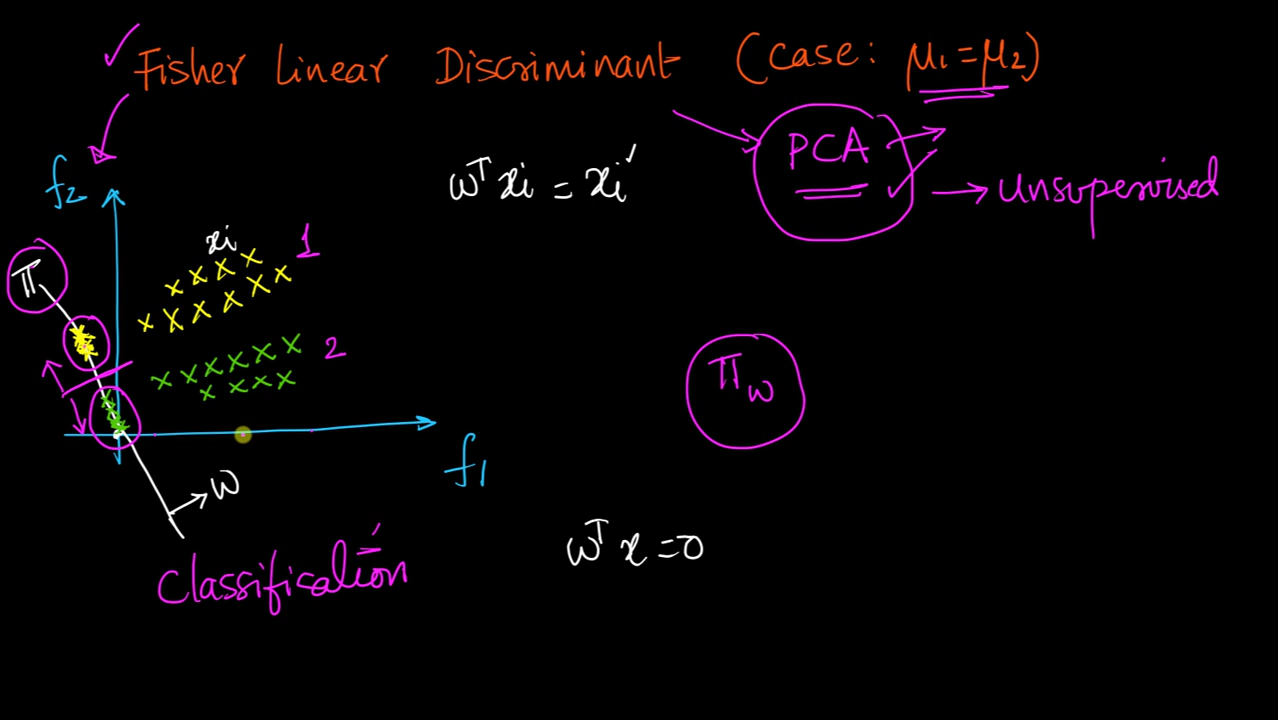 Fisher Linear Discriminant (Case: μ₁=μ₂)
PCA
Unsupervised
f₂
wᵀxi = xi'
xi
1
π
2
πw
f₁
w
wᵀx=0
Classification